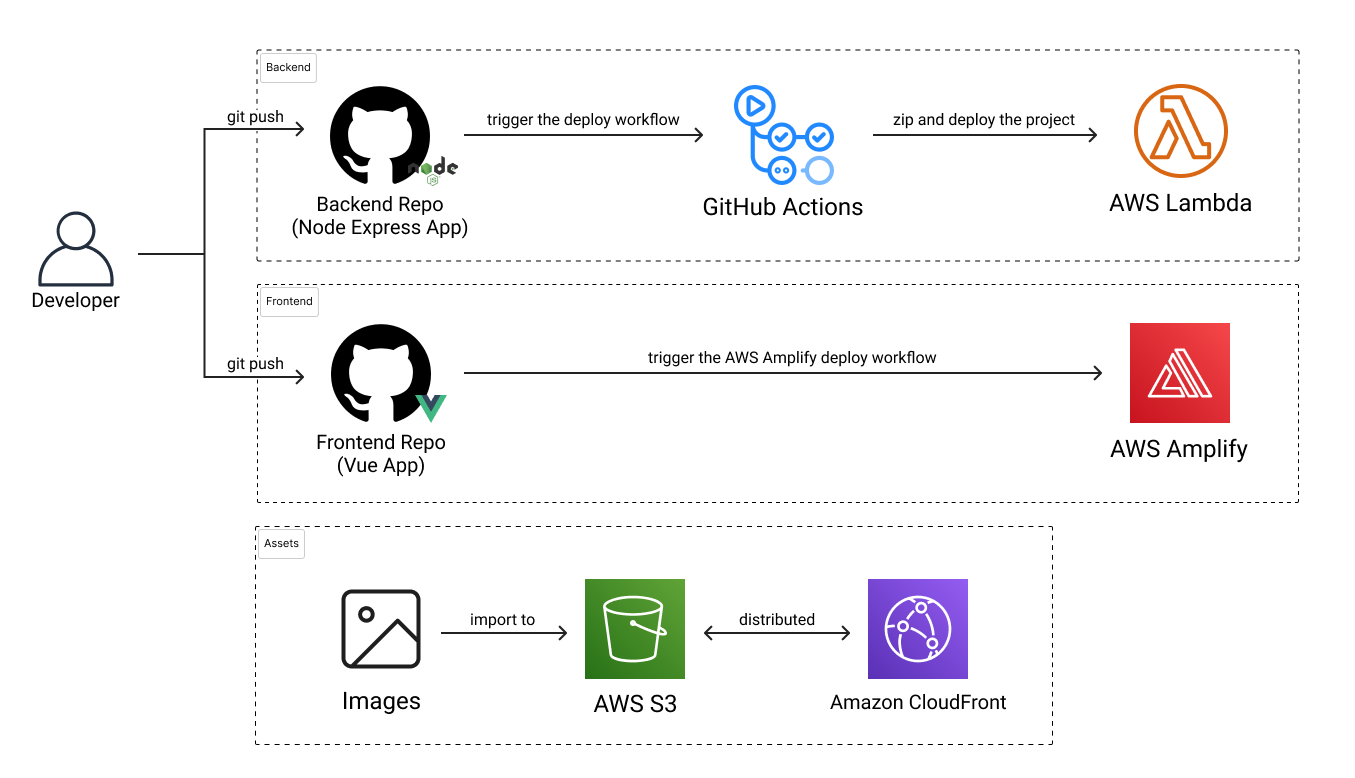 Backend
git push
trigger the deploy workflow
zip and deploy the project
node
JS
Backend Repo
(Node Express App)
GitHub Actions
AWS Lambda
Developer
Frontend
git push
trigger the AWS Amplify deploy workflow
Frontend Repo
(Vue App)
AWS Amplify
Assets
import to
distributed
Images
AWS S3
Amazon CloudFront